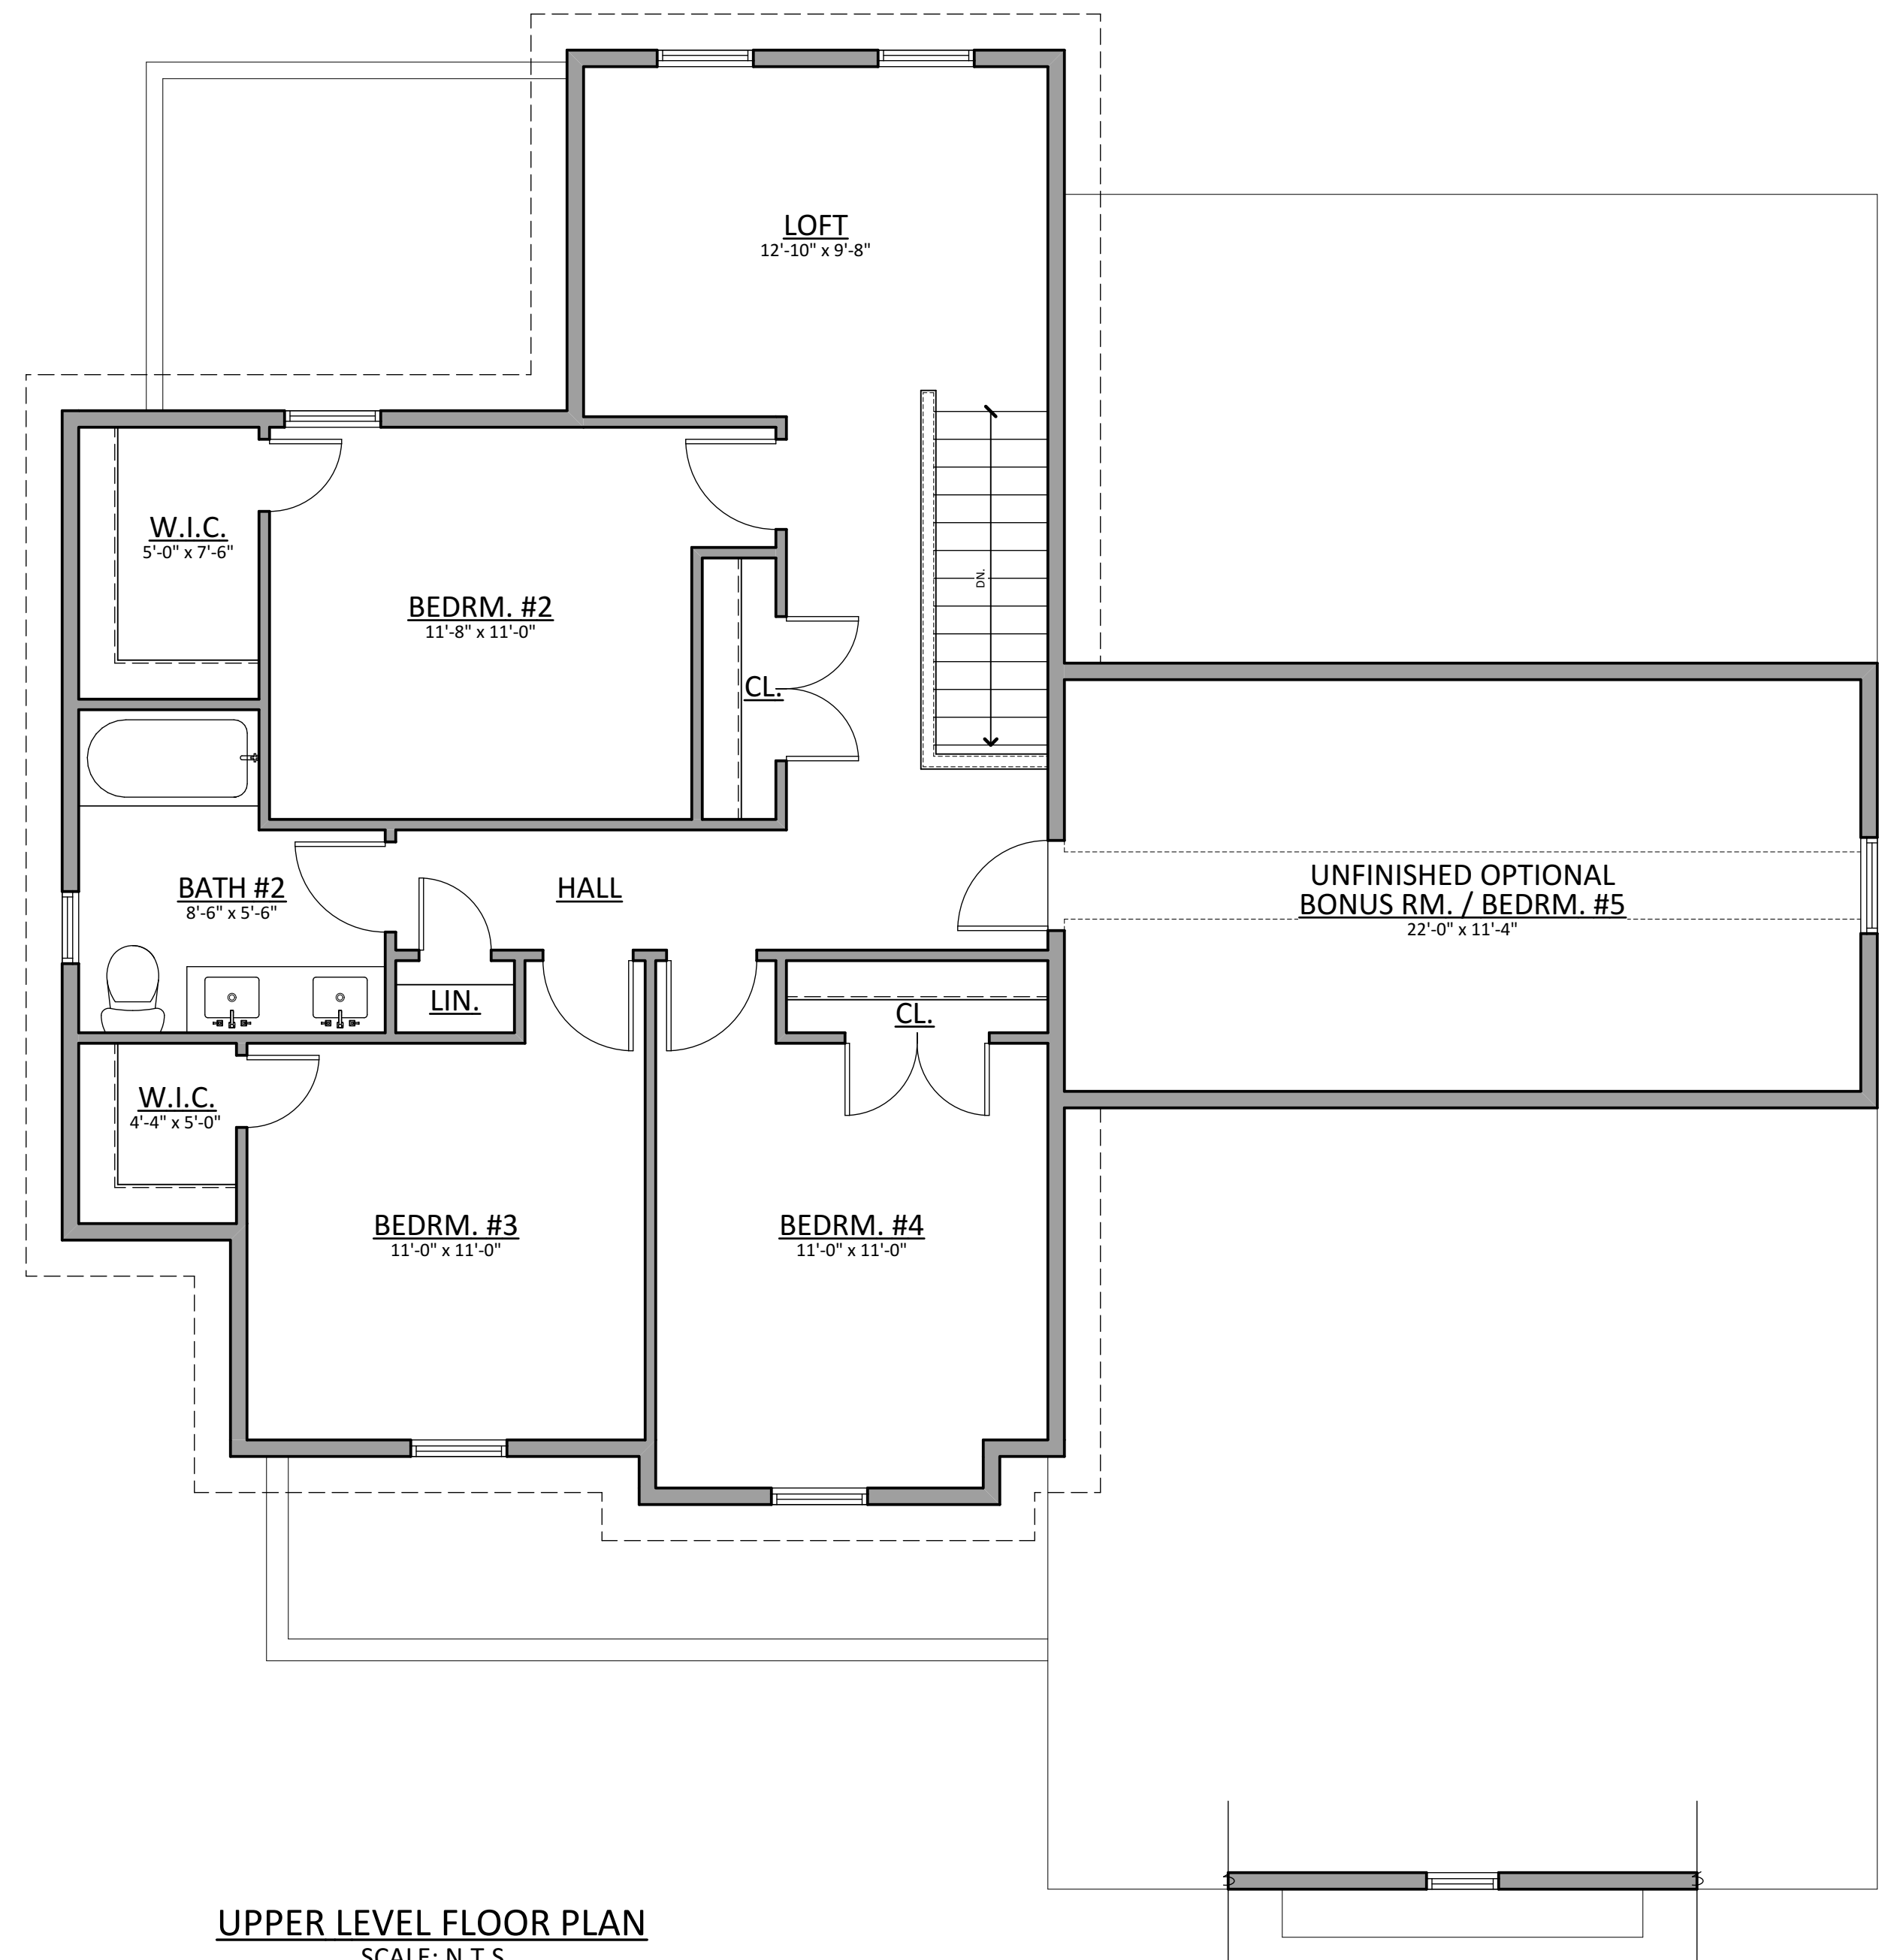 LOFT
12'-10" x 9'-8"
W.I.C.
5'-0" x 7'-6"
BEDRM. #2
11'-8" x 11'-0"
DN.
CL.
BATH #2
8'-6" x 5'-6"
HALL
UNFINISHED OPTIONAL
BONUS RM. / BEDRM. #5
22'-0" x 11'-4"
LIN.
CL.
W.I.C.
4'-4" x 5'-0"
BEDRM. #3
11'-0" x 11'-0"
BEDRM. #4
11'-0" x 11'-0"
UPPER LEVEL FLOOR PLAN
SCALE: N.T.S.